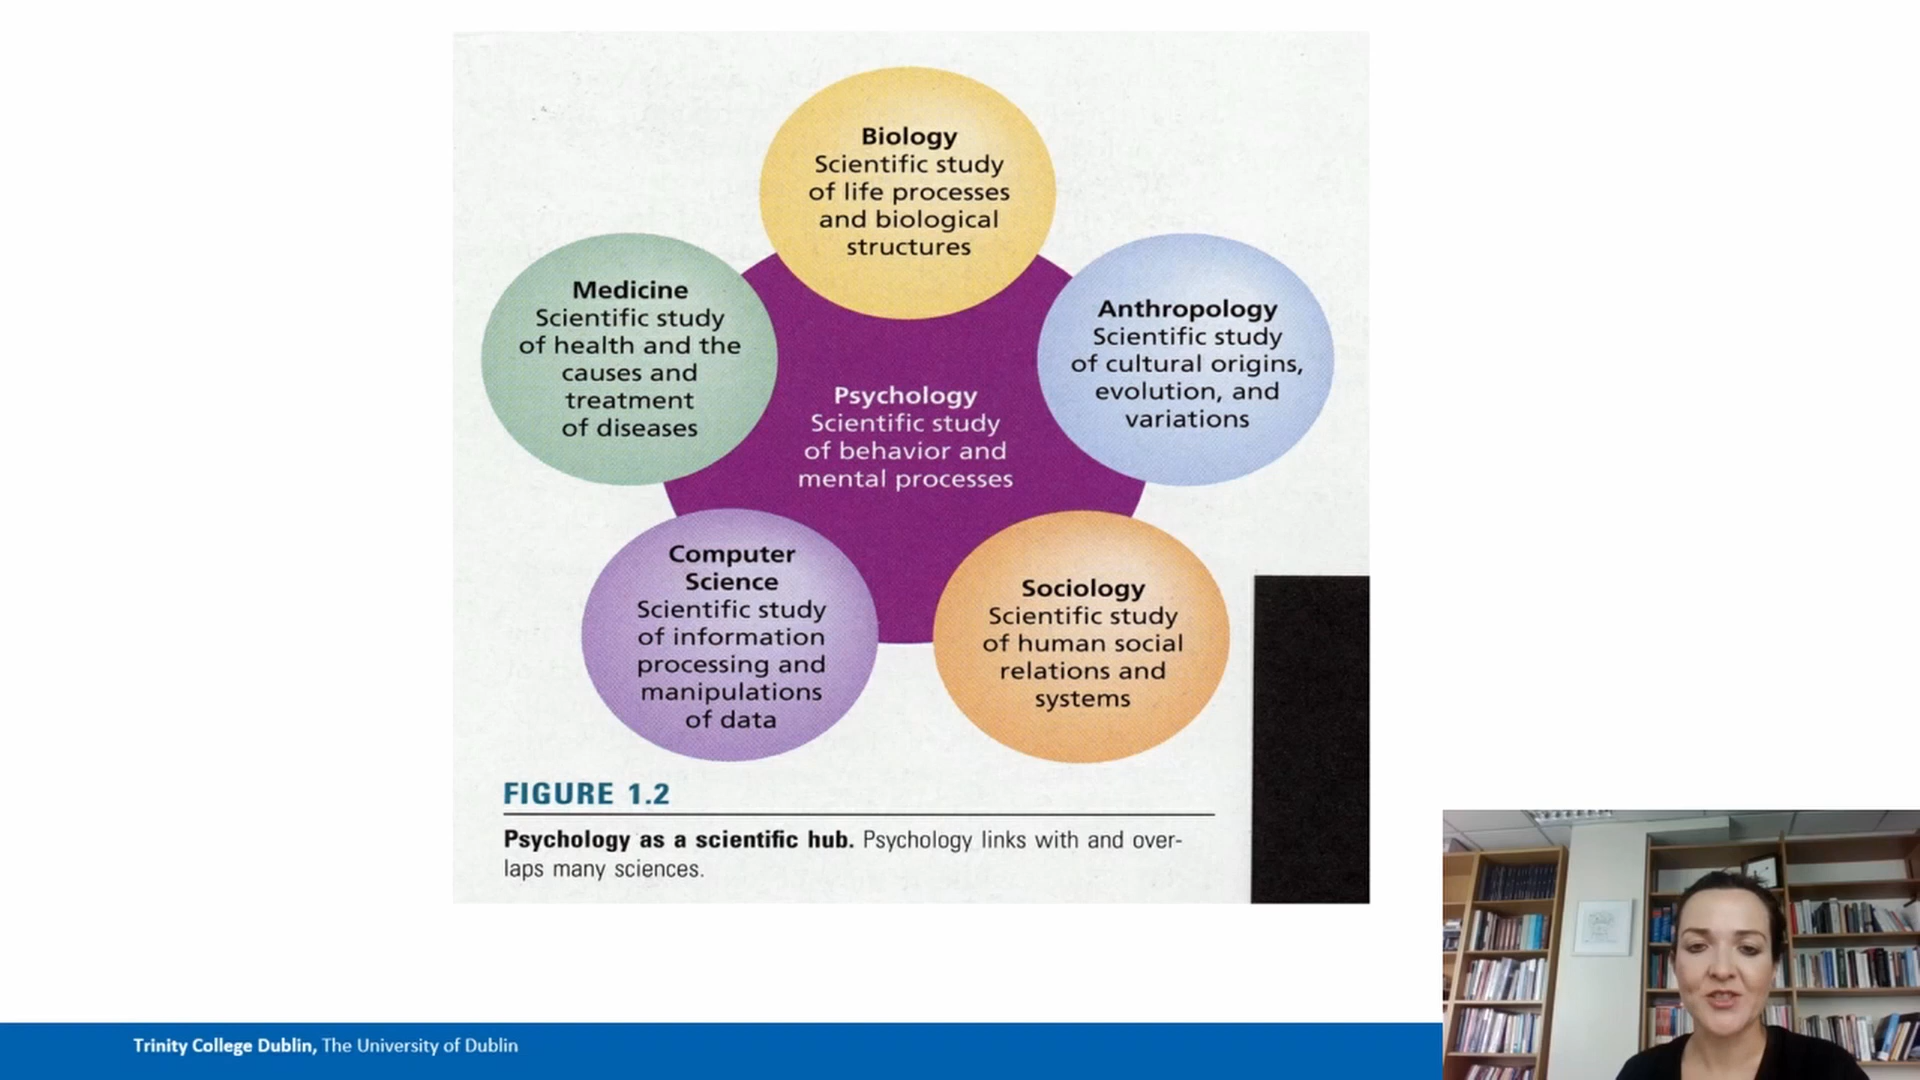 Biology
Scientific study
of life processes
and biological
structures
Medicine
Scientific study
of health and the
causes and
treatment
of diseases
Anthropology
Scientific study
of cultural origins,
evolution, and
variations
Psychology
Scientific study
of behavior and
mental processes
Computer
Science
Scientific study
of information
processing and
manipulations
of data
Sociology
Scientific study
of human social
relations and
systems
FIGURE 1.2
Psychology as a scientific hub. Psychology links with and over-
laps many sciences.
Trinity College Dublin, The University of Dublin